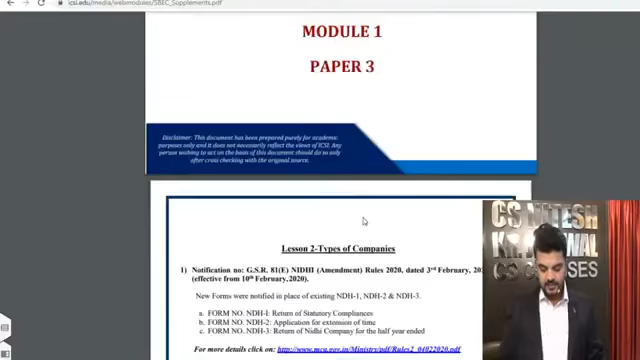 icsi.edu/media/webmodules/SBEC_Supplements.pdf
MODULE 1
PAPER 3
Disclaimer: This document has been prepared purely for academic
purposes only and it does not necessarily reflect the views of ICSI. Any
person wishing to act on the basis of this document should do so only
after cross checking with the original source.
Lesson 2-Types of Companies
1) Notification no: G.S.R. 81(E) NIDHI (Amendment) Rules 2020, dated 3rd February, 20
(effective from 10th February, 2020).
New Forms were notified in place of existing NDH-1, NDH-2 & NDH-3.
a. FORM NO. NDH-1: Return of Statutory Compliances
b. FORM NO. NDH-2: Application for extension of time
c. FORM NO. NDH-3: Return of Nidhi Company for the half year ended
For more details click on: http://www.mca.gov.in/Ministry/pdf/Rules2_04022020.pdf
CS NITESH
KR
WAL
CS
SES